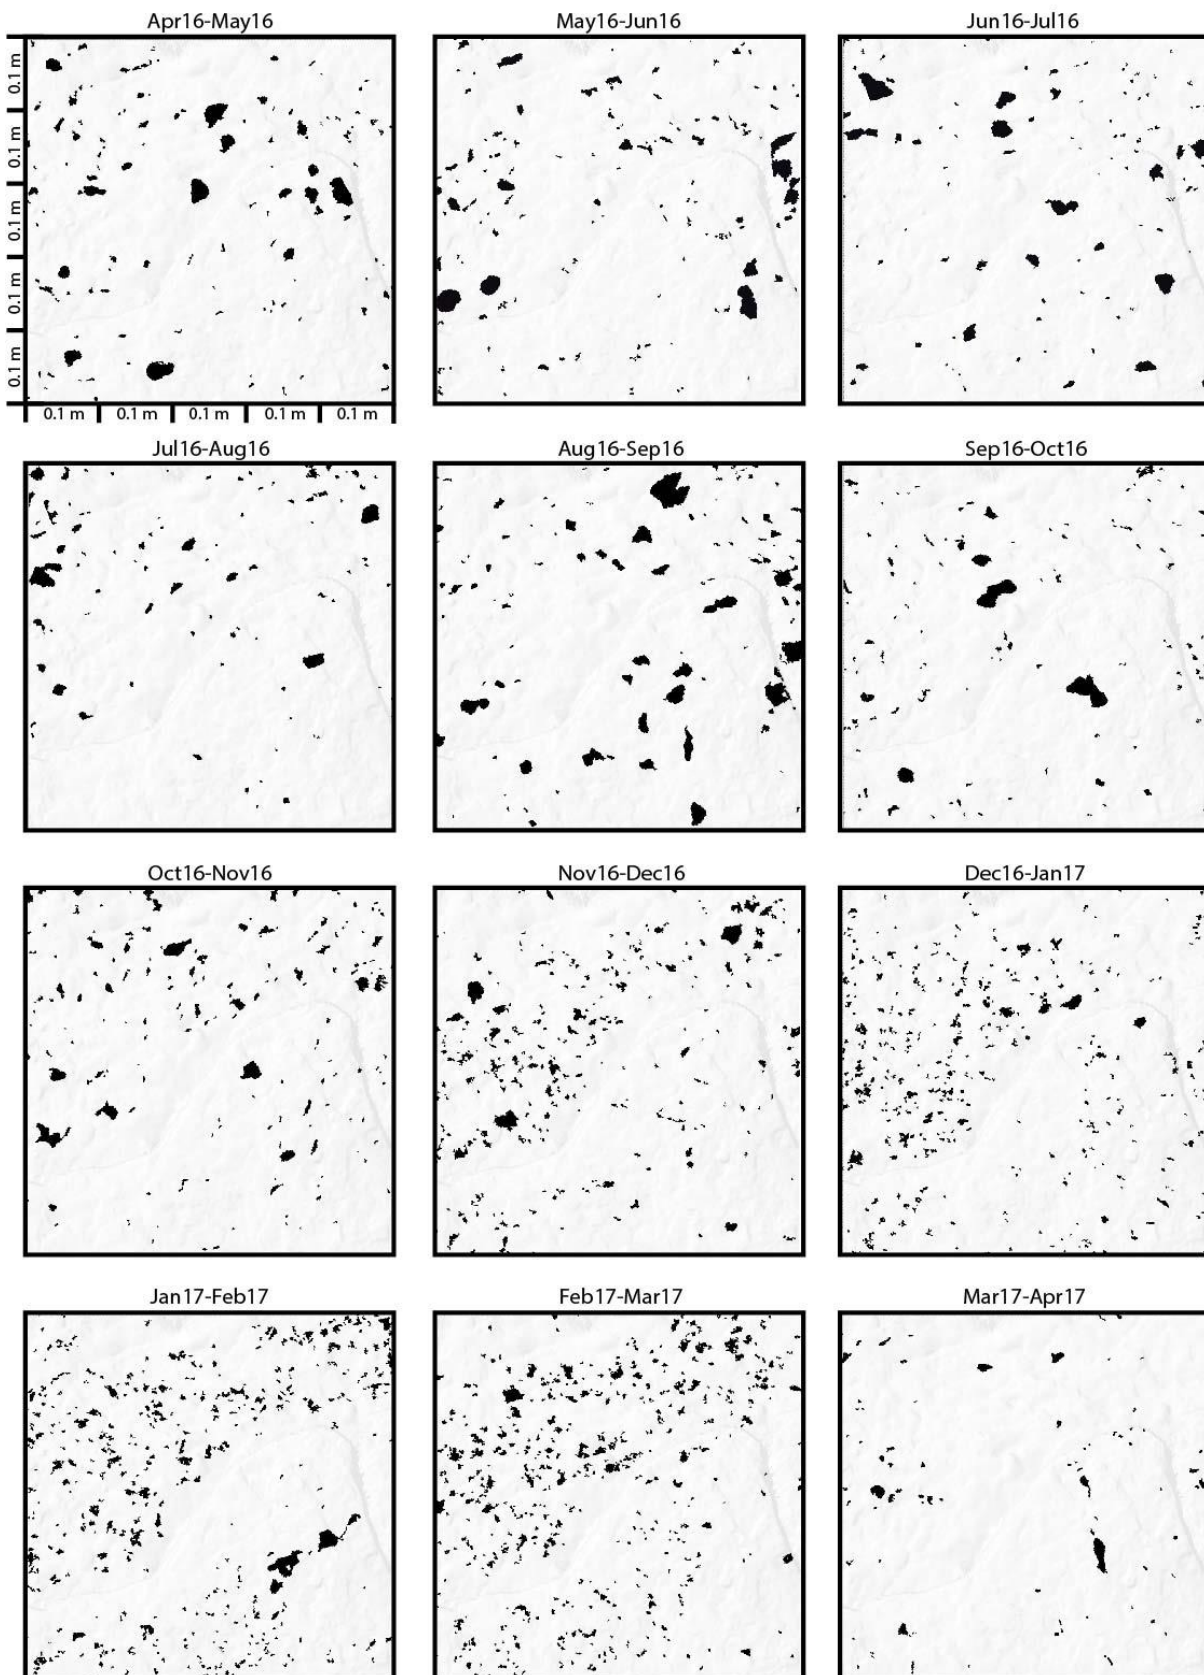 Apr16-May16
May16-Jun16
Jun16-Jul16
0.1 m
0.1 m
0.1 m
0.1 m
0.1 m
0.1 m
0.1 m
0.1 m
0.1 m
0.1 m
Jul16-Aug16
Aug16-Sep16
Sep16-Oct16
Oct16-Nov16
Nov16-Dec16
Dec16-Jan17
Jan17-Feb17
Feb17-Mar17
Mar17-Apr17